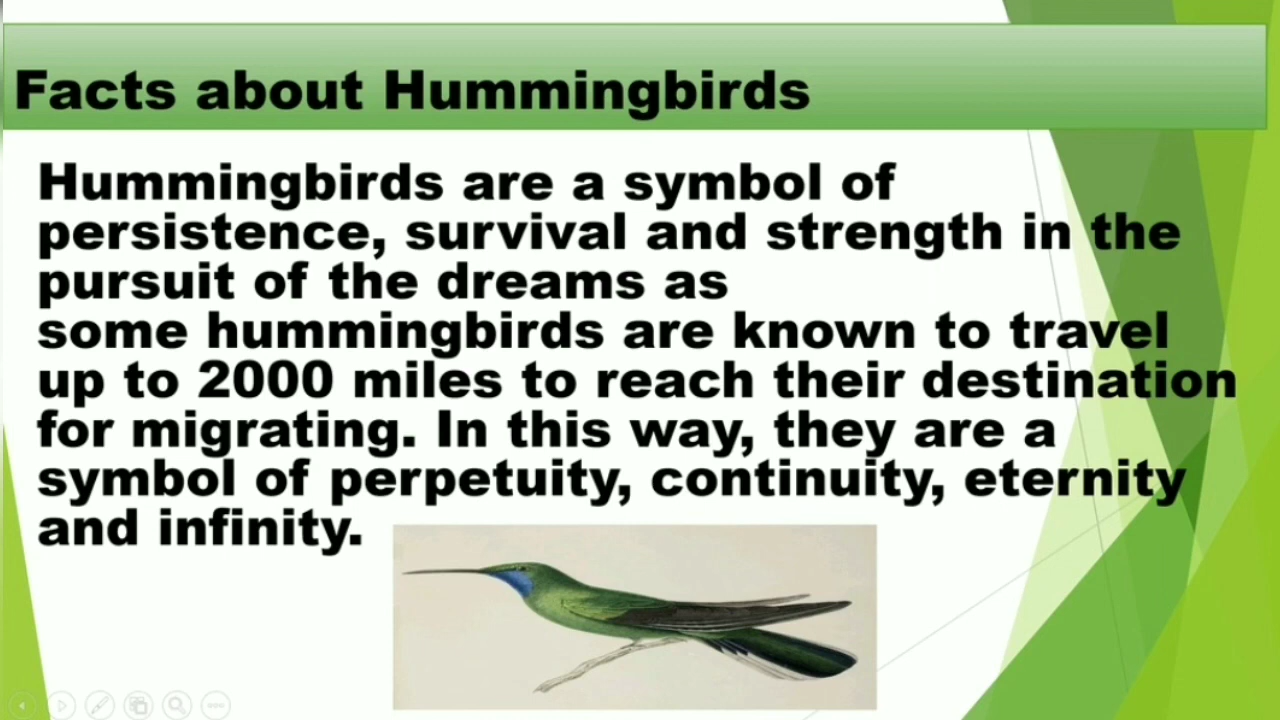 Facts about Hummingbirds
Hummingbirds are a symbol of
persistence, survival and strength in the
pursuit of the dreams as
some hummingbirds are known to travel
up to 2000 miles to reach their destination
for migrating. In this way, they are a
symbol of perpetuity, continuity, eternity
and infinity.